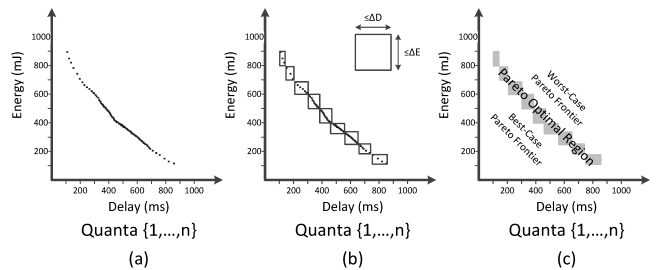 1000
800
600
400
200
Energy (mJ)
200 400 600 800 1000
Delay (ms)
Quanta {1,...,n}
(a)
≤ΔD
≤ΔE
1000
800
600
400
200
Energy (mJ)
200 400 600 800 1000
Delay (ms)
Quanta {1,...,n}
(b)
1000
800
600
400
200
Energy (mJ)
Worst-Case
Pareto Frontier
Pareto Optimal Region
Best-Case
Pareto Frontier
200 400 600 800 1000
Delay (ms)
Quanta {1,...,n}
(c)